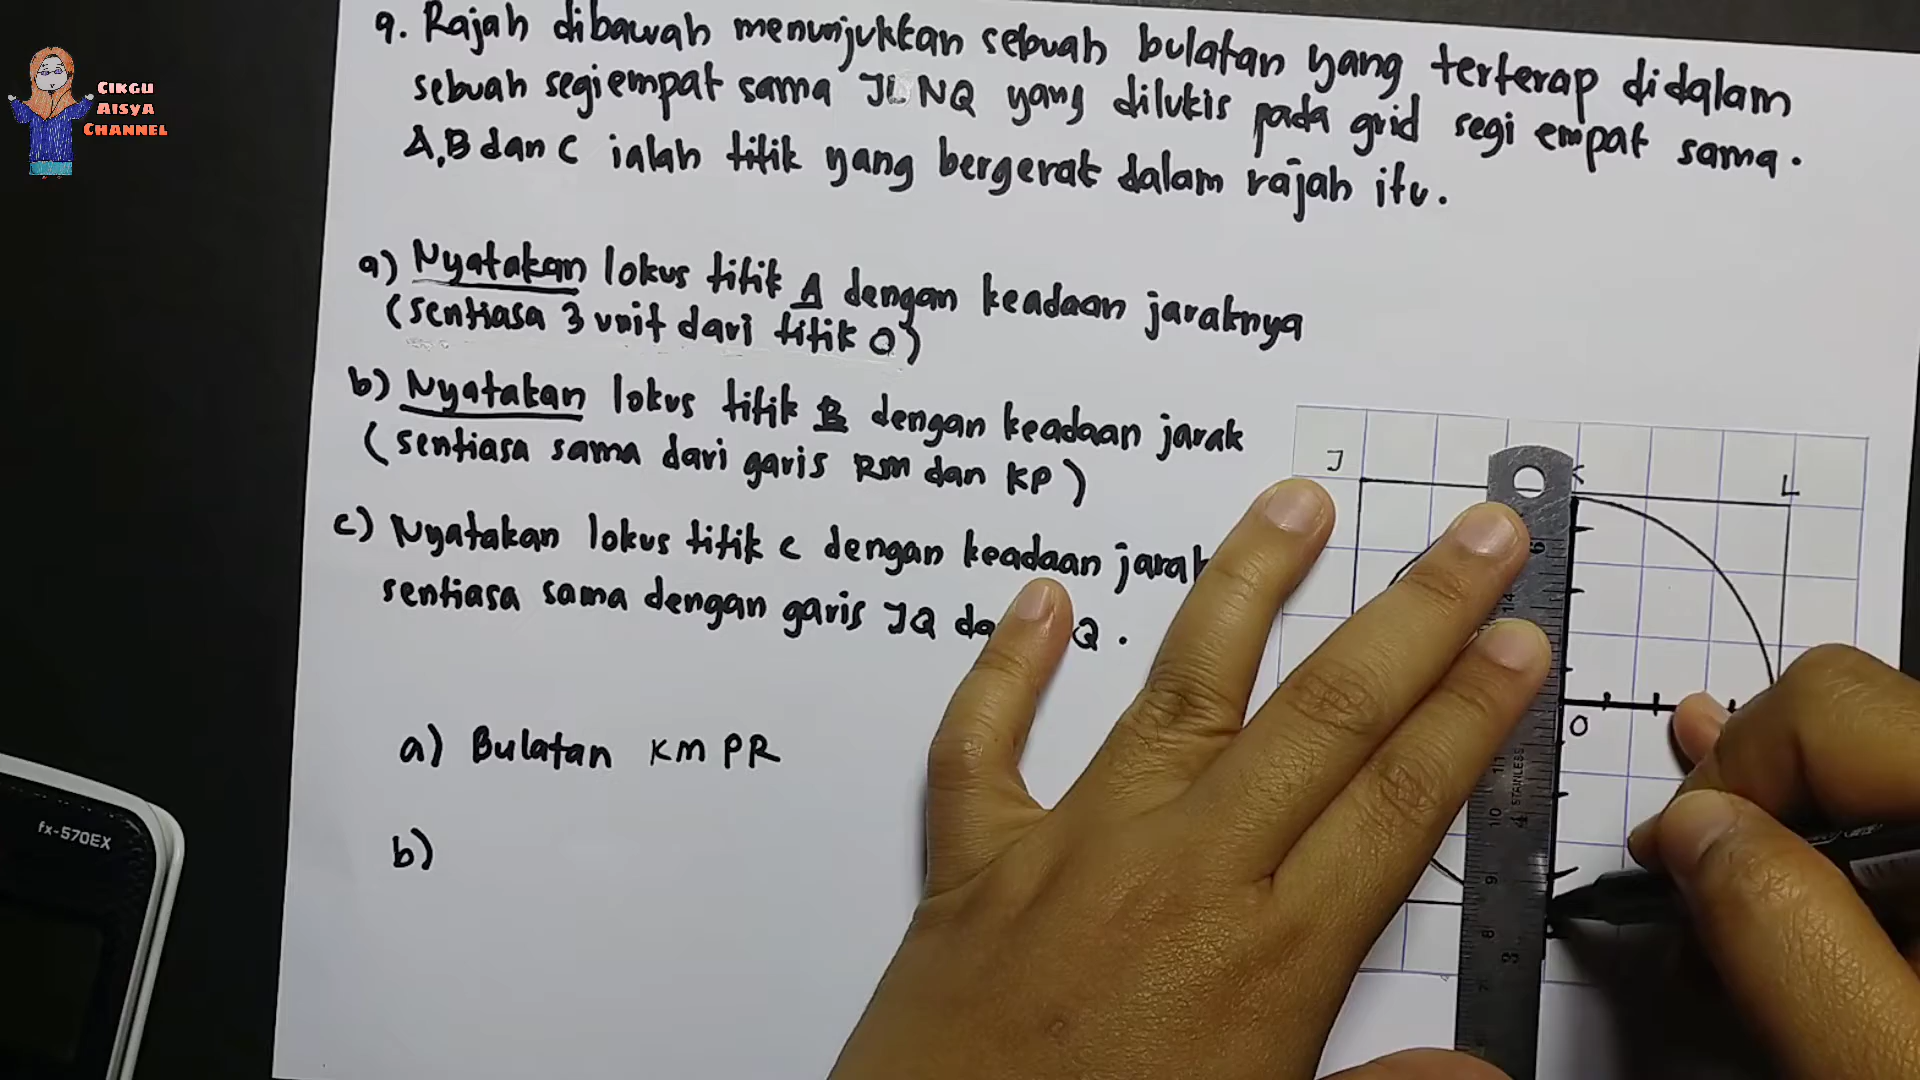 CIKGU
AISYA
CHANNEL
9. Rajah dibawah menunjukkan sebuah bulatan yang terterap didalam
sebuah segiempat sama JLNQ yang dilukis pada grid segi empat sama.
A,B dan C ialah titik yang bergerak dalam rajah itu.
a) Nyatakan lokus titik A dengan keadaan jaraknya
(sentiasa 3 unit dari titik O)
b) Nyatakan lokus titik B dengan keadaan jarak
(sentiasa sama dari garis RM dan KP)
c) Nyatakan lokus titik C dengan keadaan jarak
sentiasa sama dengan garis JQ Q.
a) Bulatan KMPR
b)
J
L
O
fx-570EX
STAINLESS